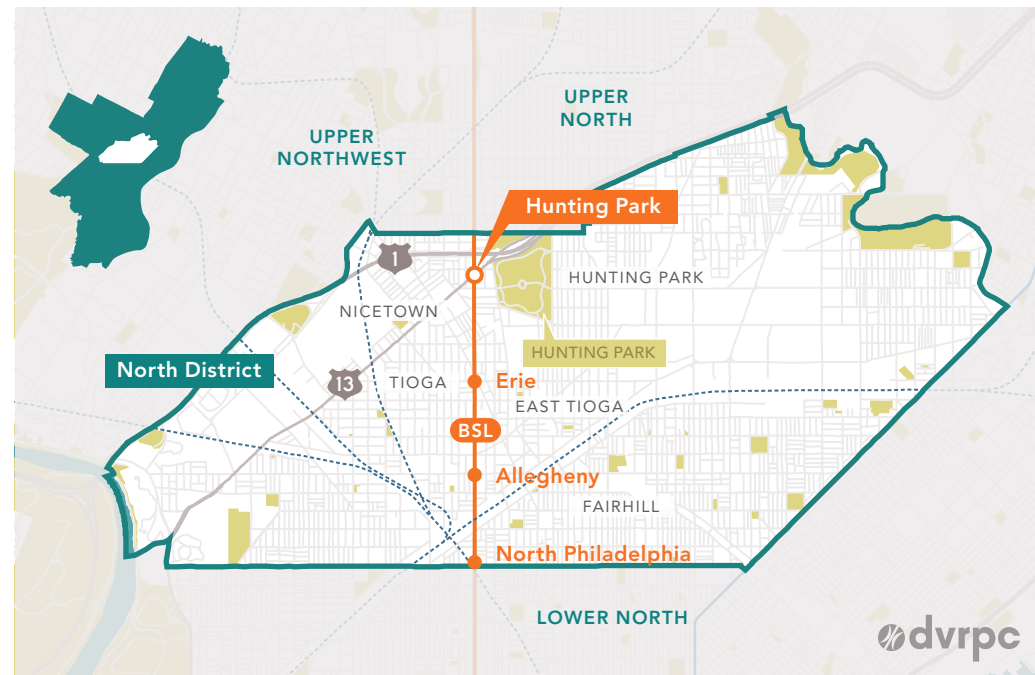 UPPER
NORTH
UPPER
NORTHWEST
Hunting Park
1
HUNTING PARK
NICETOWN
HUNTING PARK
North District
13
TIOGA
Erie
EAST TIOGA
BSL
Allegheny
FAIRHILL
North Philadelphia
LOWER NORTH
dvrpc